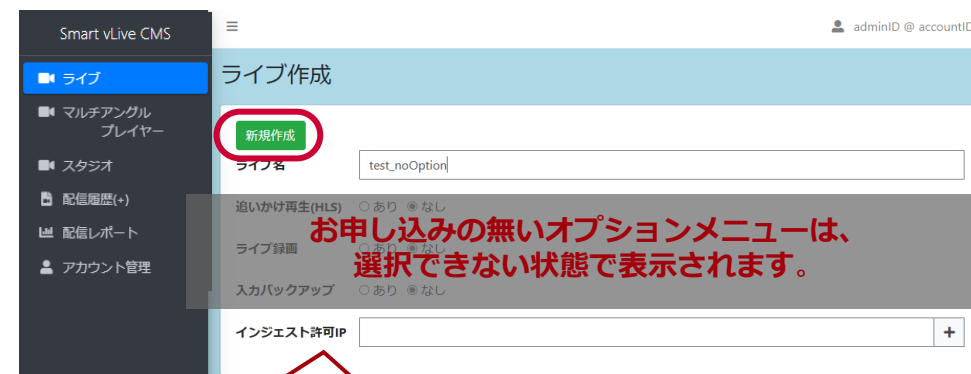 Smart vLive CMS
adminID @ accountID
ライブ
ライブ作成
マルチアングル
プレイヤー
新規作成
スタジオ
ライブ名
test_noOption
配信履歴(+)
追いかけ再生(HLS)
あり なし
お申し込みの無いオプションメニューは、
配信レポート
ライブ録画
あり なし
選択できない状態で表示されます。
アカウント管理
入力バックアップ
あり なし
インジェスト許可IP
+